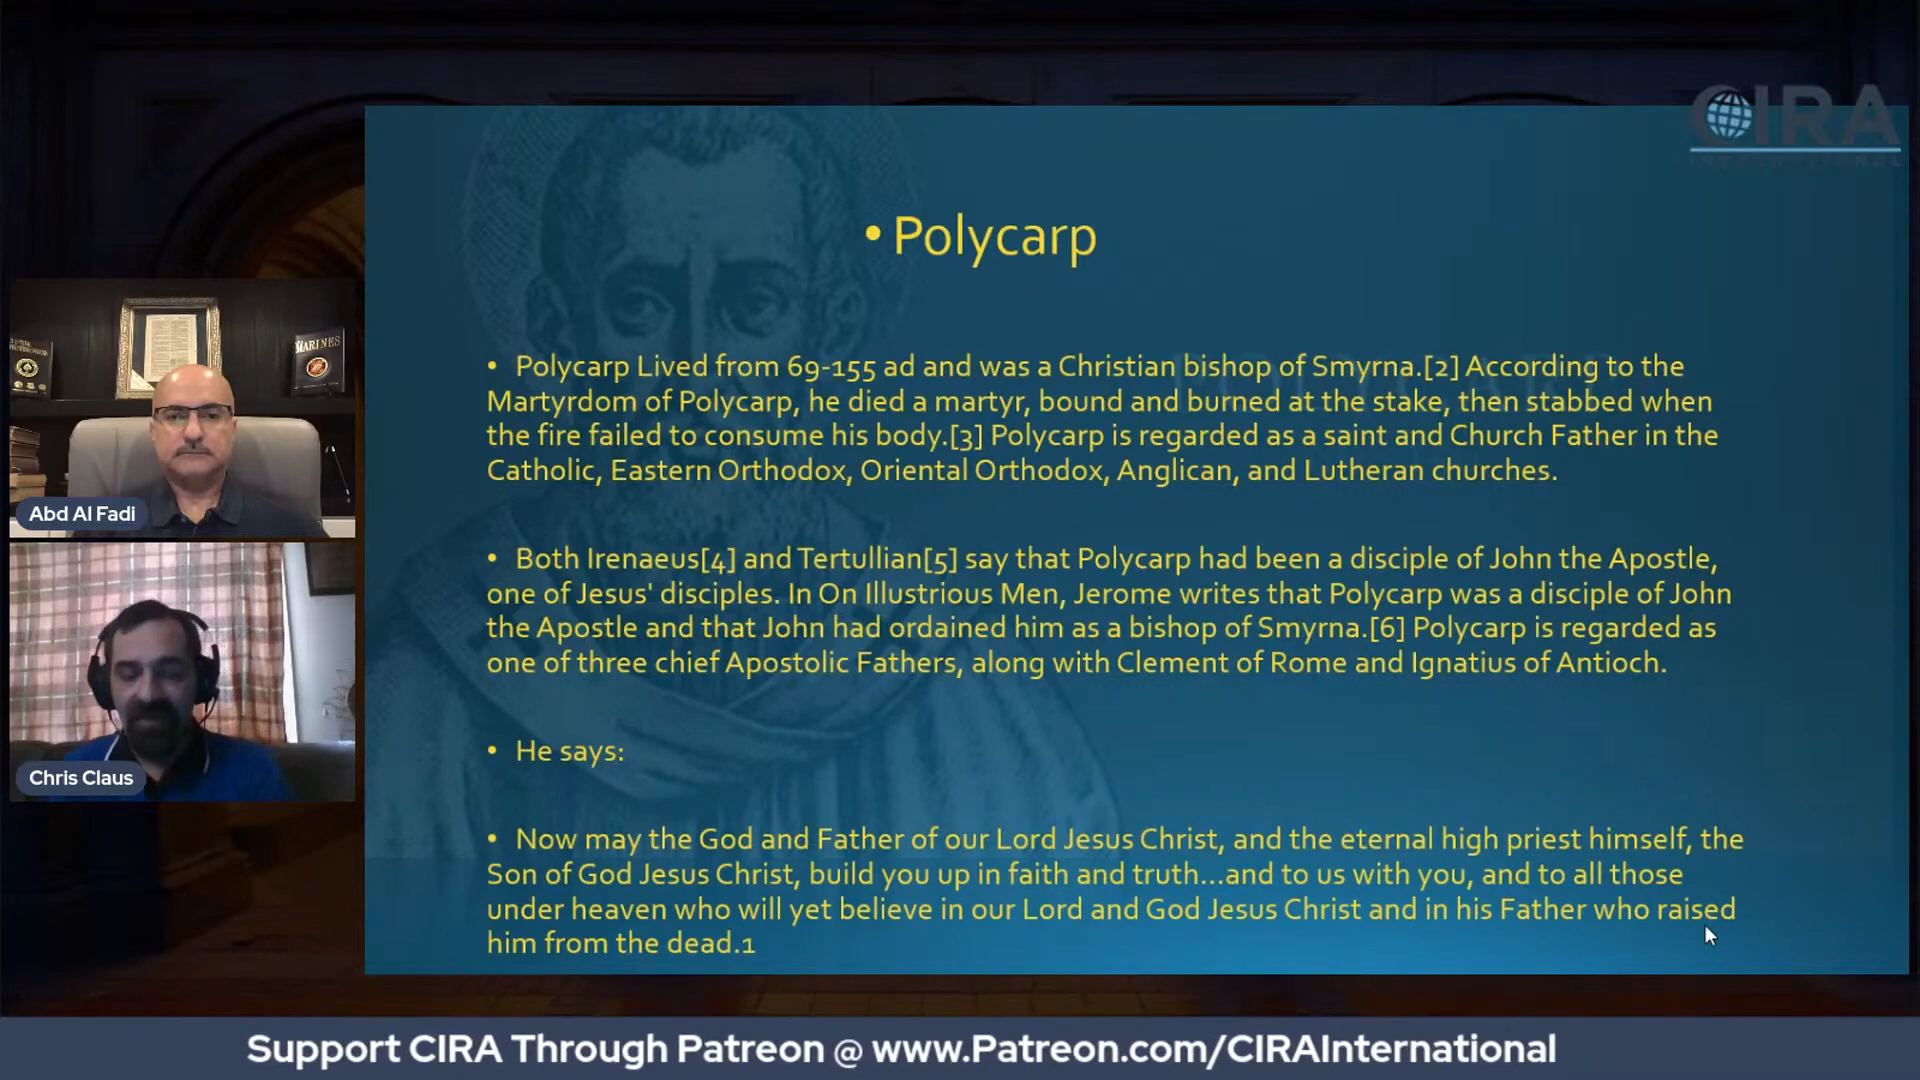 CIRA
INTERNATIONAL
• Polycarp
• Polycarp Lived from 69-155 ad and was a Christian bishop of Smyrna.[2] According to the
Martyrdom of Polycarp, he died a martyr, bound and burned at the stake, then stabbed when
the fire failed to consume his body.[3] Polycarp is regarded as a saint and Church Father in the
Catholic, Eastern Orthodox, Oriental Orthodox, Anglican, and Lutheran churches.
• Both Irenaeus[4] and Tertullian[5] say that Polycarp had been a disciple of John the Apostle,
one of Jesus' disciples. In On Illustrious Men, Jerome writes that Polycarp was a disciple of John
the Apostle and that John had ordained him as a bishop of Smyrna.[6] Polycarp is regarded as
one of three chief Apostolic Fathers, along with Clement of Rome and Ignatius of Antioch.
• He says:
• Now may the God and Father of our Lord Jesus Christ, and the eternal high priest himself, the
Son of God Jesus Christ, build you up in faith and truth...and to us with you, and to all those
under heaven who will yet believe in our Lord and God Jesus Christ and in his Father who raised
him from the dead.1
MARINES
Abd Al Fadi
Chris Claus
Support CIRA Through Patreon @ www.Patreon.com/CIRAInternational